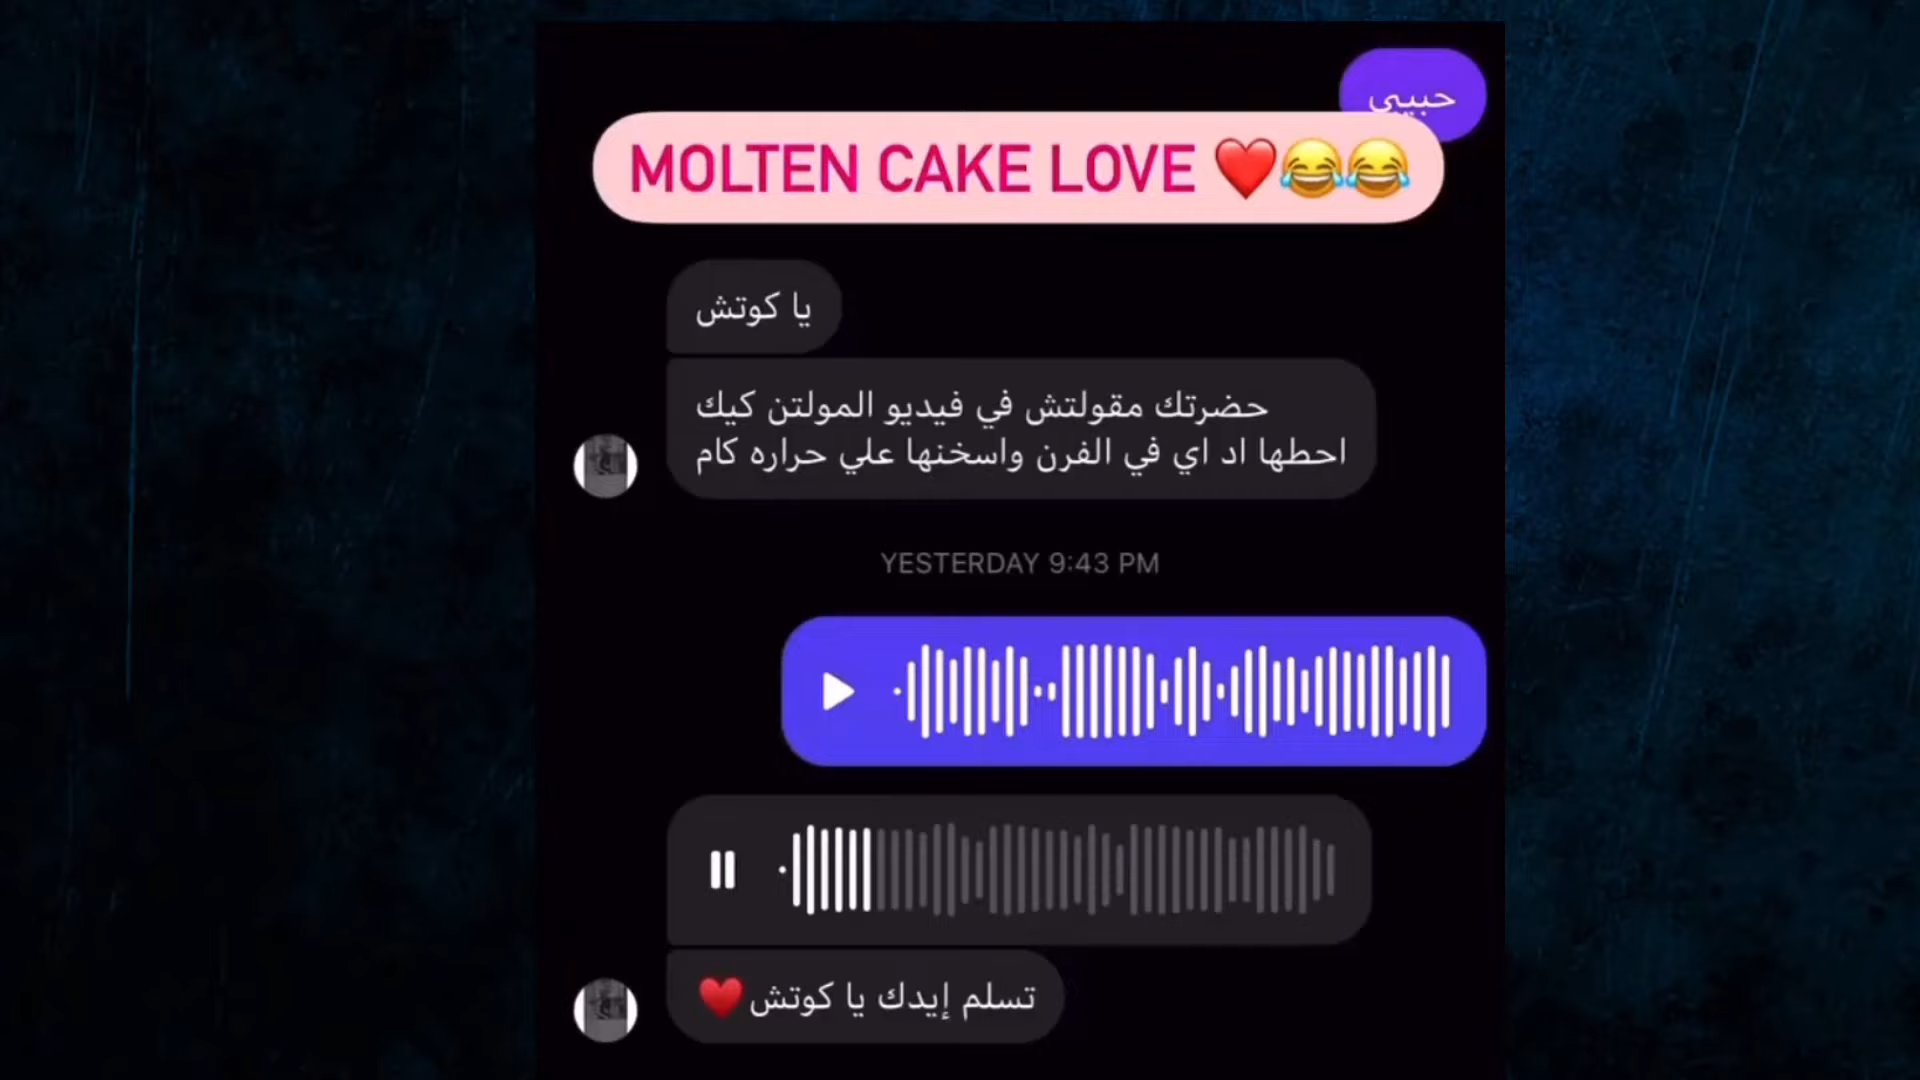 حبيبي
MOLTEN CAKE LOVE ❤️😂😂
يا كوتش
حضرتك مقولتش في فيديو المولتن كيك
احطها اد اي في الفرن واسخنها علي حراره كام
YESTERDAY 9:43 PM
تسلم إيدك يا كوتش❤️